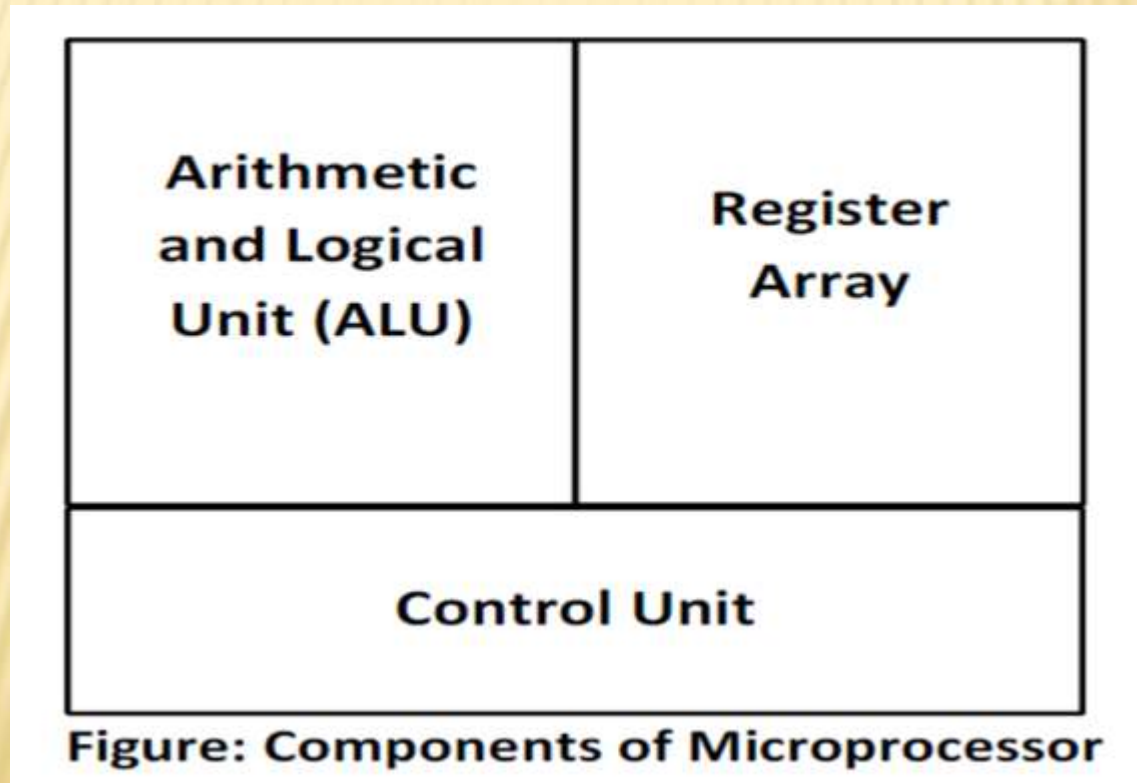 Arithmetic
and Logical
Unit (ALU)
Register
Array
Control Unit
Figure: Components of Microprocessor